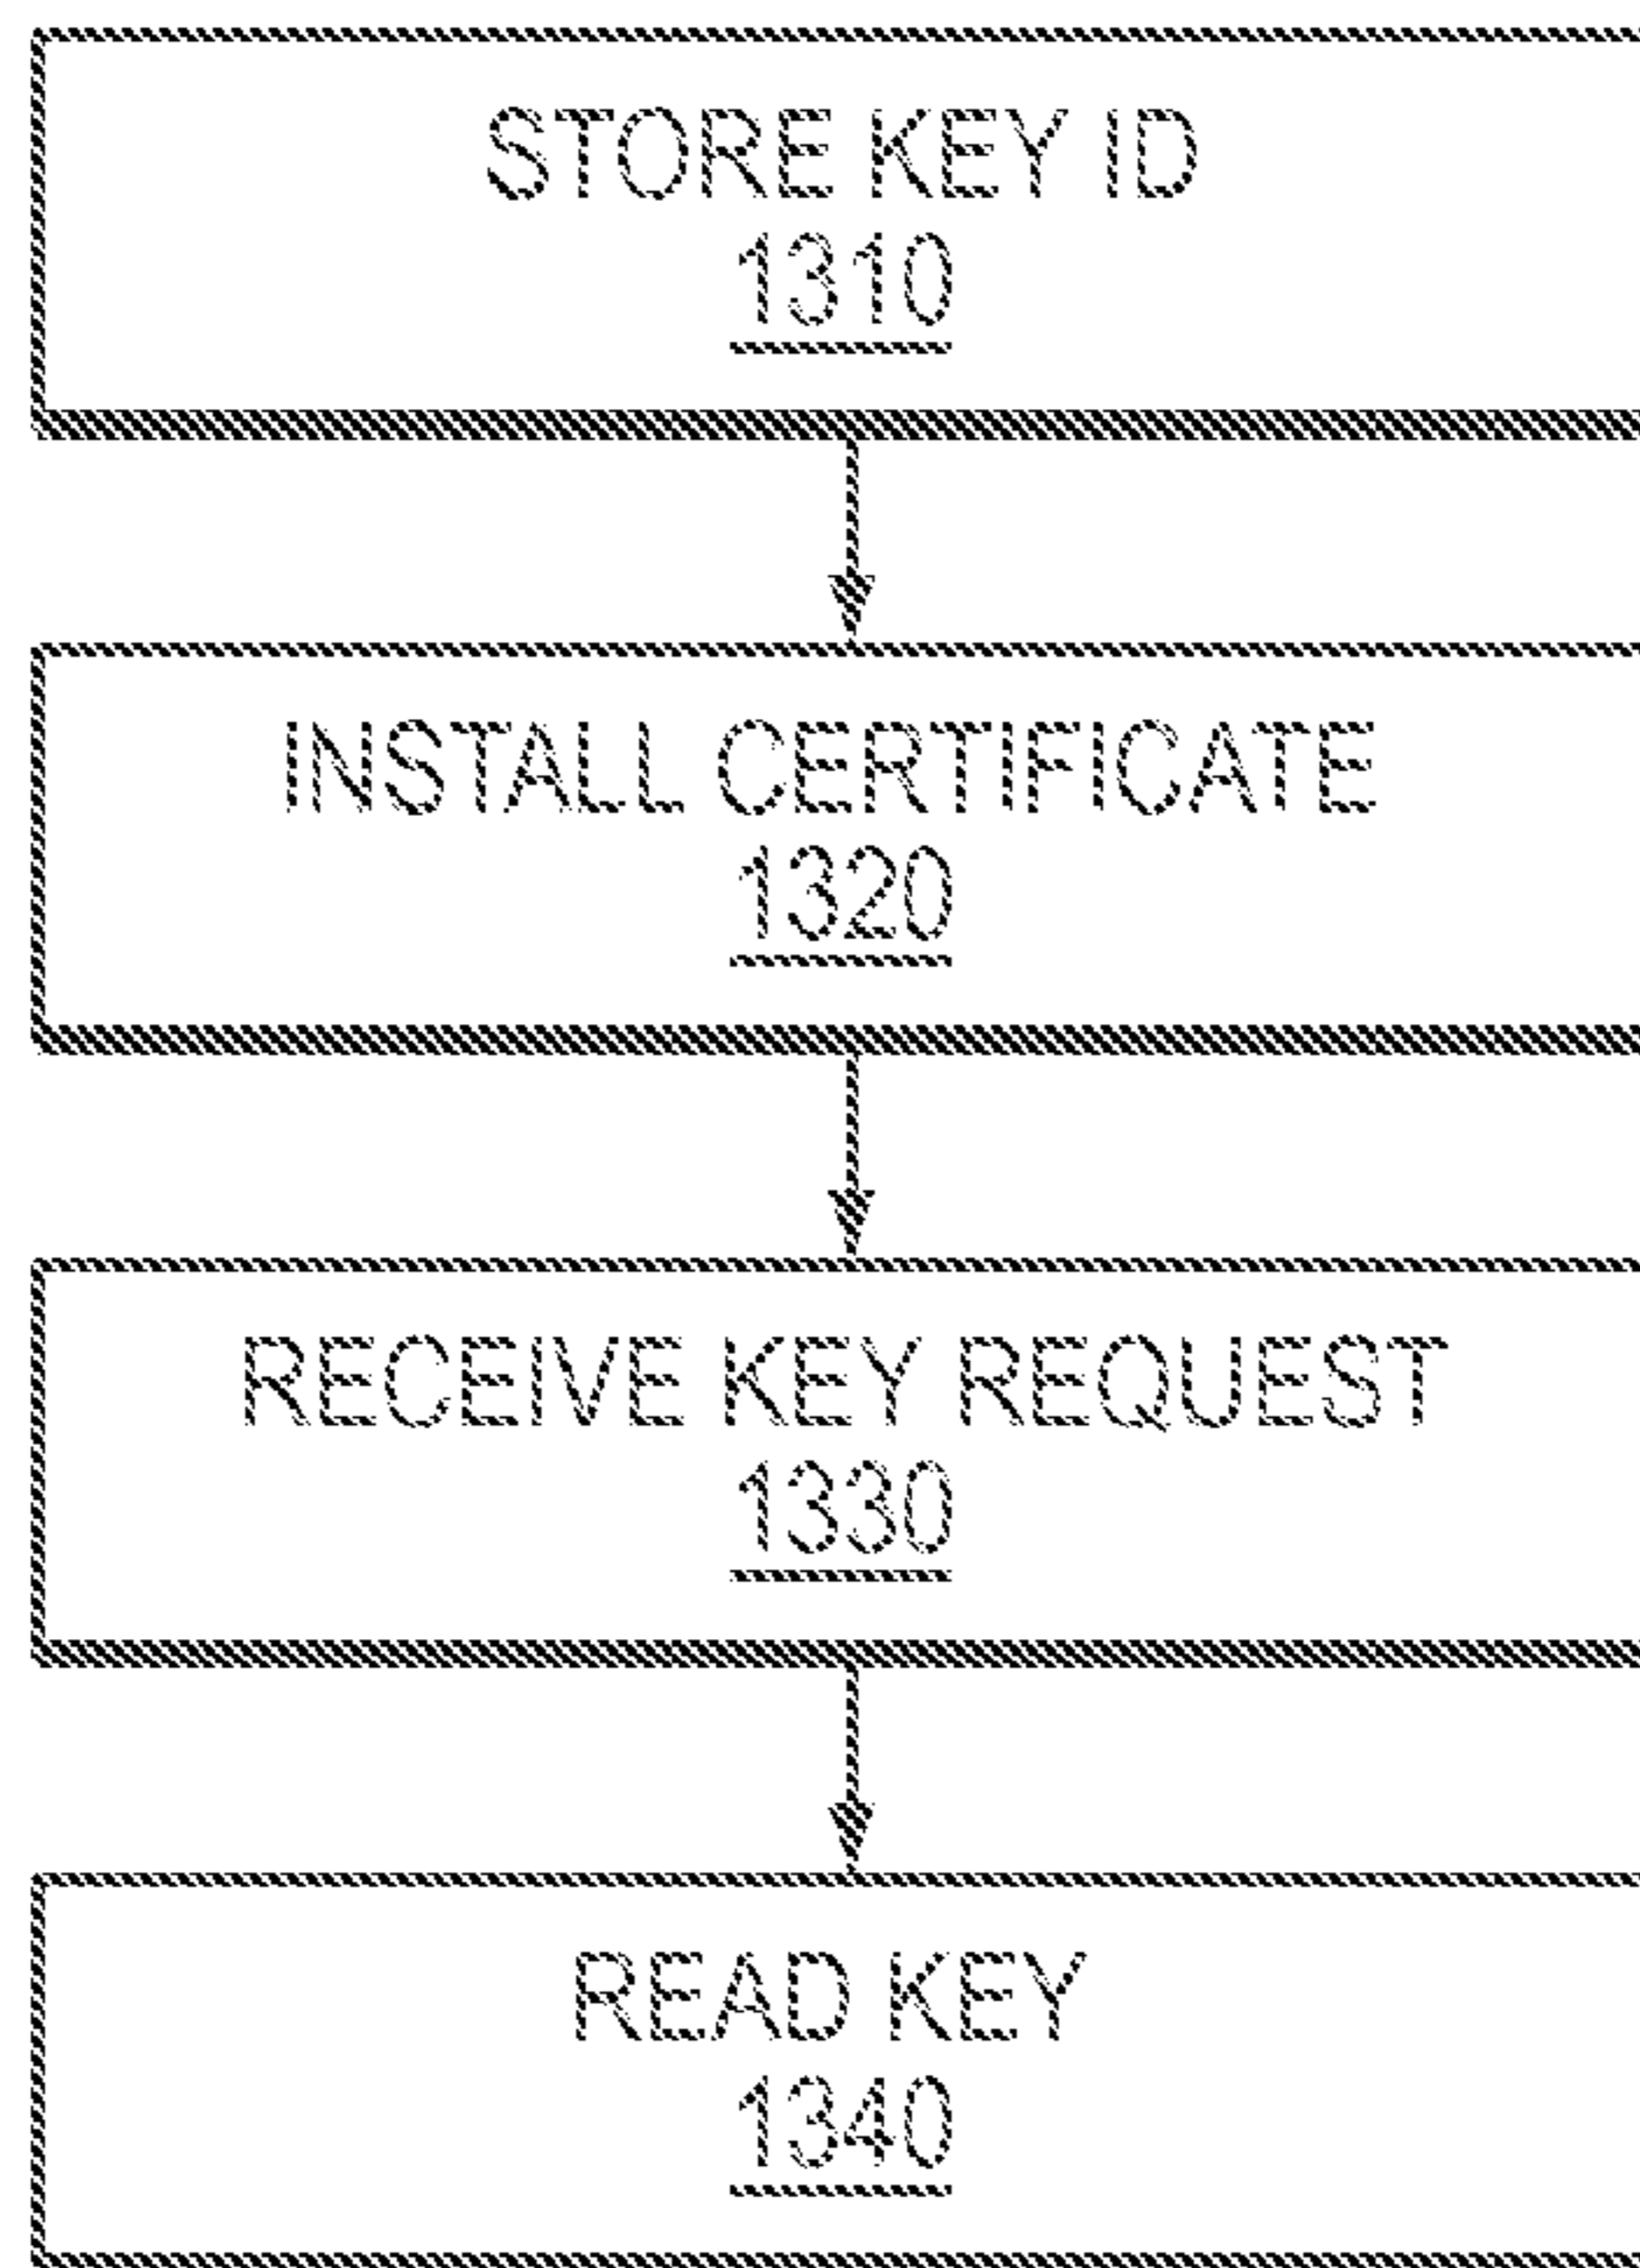 STORE KEY ID
1310
INSTALL CERTIFICATE
1320
RECEIVE KEY REQUEST
1330
READ KEY
1340